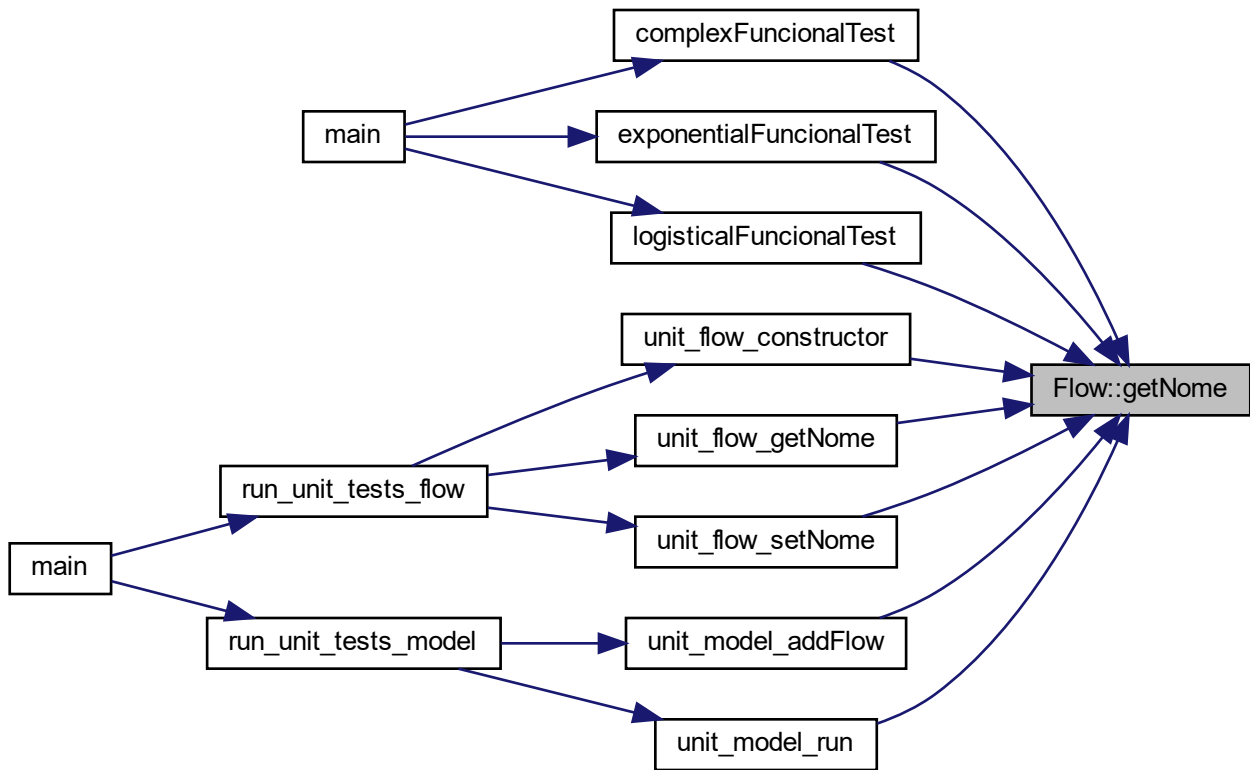 complexFuncionalTest
main
exponentialFuncionalTest
logisticalFuncionalTest
unit_flow_constructor
Flow::getNome
unit_flow_getNome
run_unit_tests_flow
unit_flow_setNome
main
run_unit_tests_model
unit_model_addFlow
unit_model_run